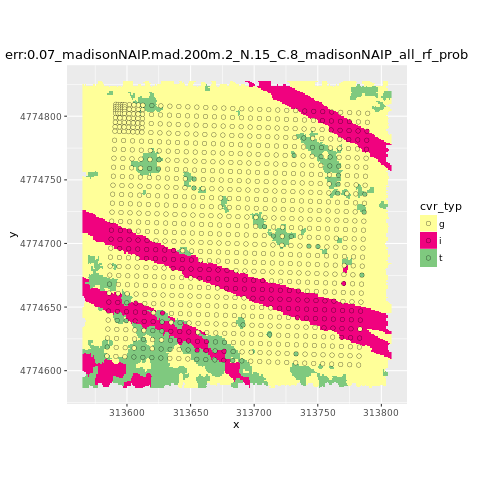 err:0.07_madisonNAIP.mad.200m.2_N.15_C.8_madisonNAIP_all_rf_prob
4774800
4774750
4774700
4774650
4774600
y
313600 313650 313700 313750 313800
x
cvr_typ
g
i
t